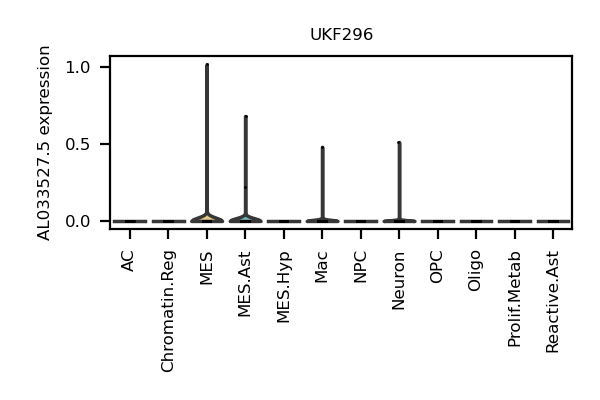 UKF296
AL033527.5 expression
1.0
0.5
0.0
AC
Chromatin.Reg
MES
MES.Ast
MES.Hyp
Mac
NPC
Neuron
OPC
Oligo
Prolif.Metab
Reactive.Ast